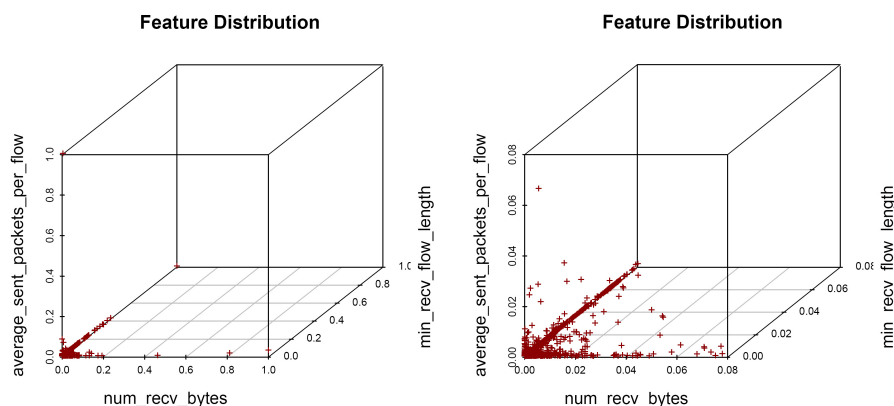 Feature Distribution
average_sent_packets_per_flow
1.0
0.8
0.6
0.4
0.2
0.0
0.0 0.2 0.4 0.6 0.8 1.0
num_recv_bytes
0.0
0.2
0.4
0.6
0.8
1.0
min_recv_flow_length
Feature Distribution
average_sent_packets_per_flow
0.08
0.06
0.04
0.02
0.00
0.00 0.02 0.04 0.06 0.08
num_recv_bytes
0.00
0.02
0.04
0.06
0.08
min_recv_flow_length